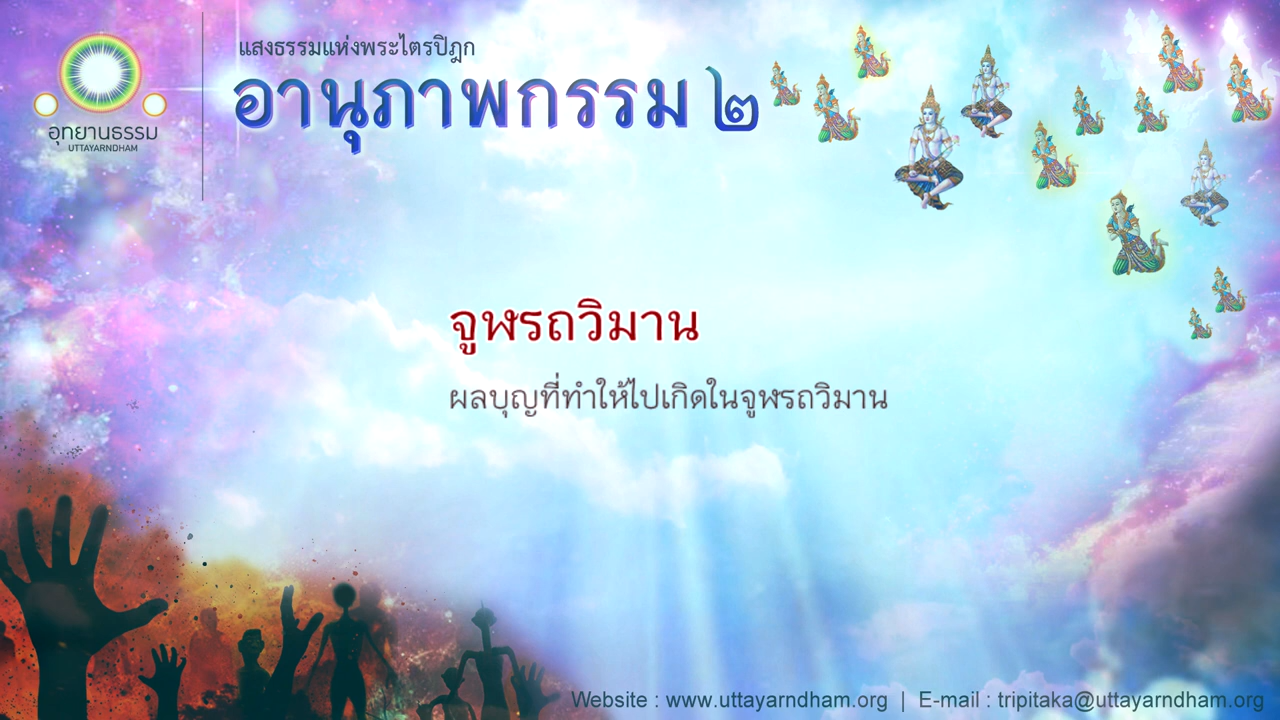 อุทยานธรรม
UTTAYARNDHAM
แสงธรรมแห่งพระไตรปิฎก
อานุภาพกรรม ๒
จูฬรถวิมาน
ผลบุญที่ทำให้ไปเกิดในจูฬรถวิมาน
Website : www.uttayarndham.org | E-mail : tripitaka@uttayarndham.org